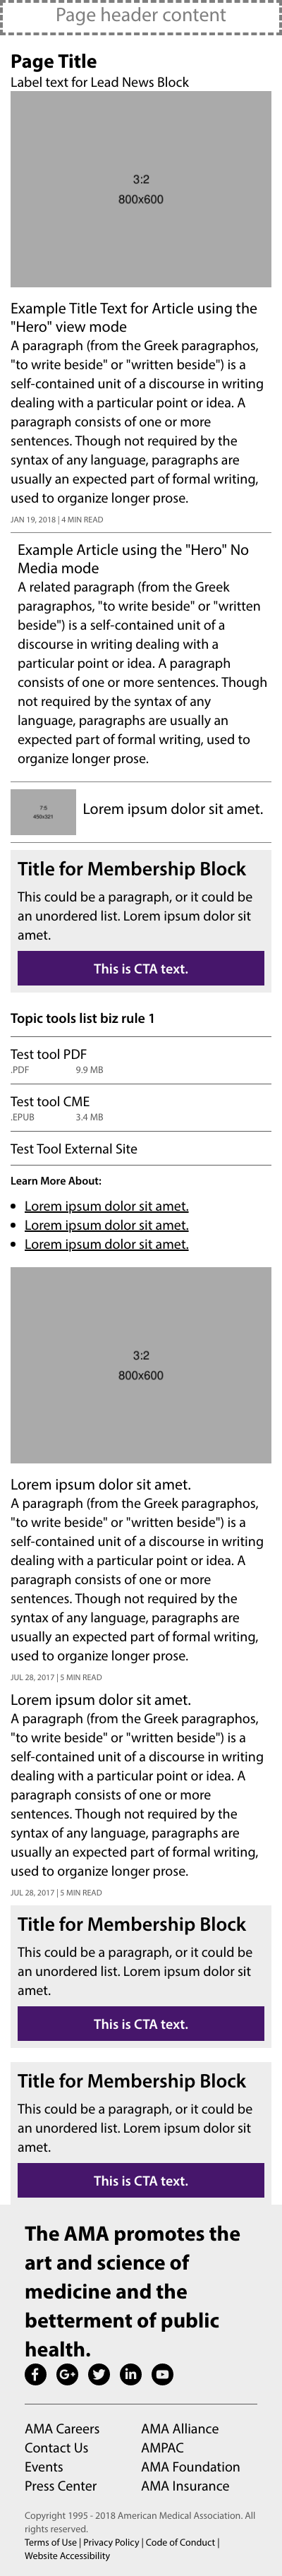 Page header content
Page Title
Label text for Lead News Block
3:2
800x600
Example Title Text for Article using the
"Hero" view mode
A paragraph (from the Greek paragraphos,
"to write beside" or "written beside") is a
self-contained unit of a discourse in writing
dealing with a particular point or idea. A
paragraph consists of one or more
sentences. Though not required by the
syntax of any language, paragraphs are
usually an expected part of formal writing,
used to organize longer prose.
JAN 19, 2018 | 4 MIN READ
Example Article using the "Hero" No
Media mode
A related paragraph (from the Greek
paragraphos, "to write beside" or "written
beside") is a self-contained unit of a
discourse in writing dealing with a
particular point or idea. A paragraph
consists of one or more sentences. Though
not required by the syntax of any
language, paragraphs are usually an
expected part of formal writing, used to
organize longer prose.
7:5
450x321
Lorem ipsum dolor sit amet.
Title for Membership Block
This could be a paragraph, or it could be
an unordered list. Lorem ipsum dolor sit
amet.
This is CTA text.
Topic tools list biz rule 1
Test tool PDF
.PDF 9.9 MB
Test tool CME
.EPUB 3.4 MB
Test Tool External Site
Learn More About:
Lorem ipsum dolor sit amet.
Lorem ipsum dolor sit amet.
Lorem ipsum dolor sit amet.
3:2
800x600
Lorem ipsum dolor sit amet.
A paragraph (from the Greek paragraphos,
"to write beside" or "written beside") is a
self-contained unit of a discourse in writing
dealing with a particular point or idea. A
paragraph consists of one or more
sentences. Though not required by the
syntax of any language, paragraphs are
usually an expected part of formal writing,
used to organize longer prose.
JUL 28, 2017 | 5 MIN READ
Lorem ipsum dolor sit amet.
A paragraph (from the Greek paragraphos,
"to write beside" or "written beside") is a
self-contained unit of a discourse in writing
dealing with a particular point or idea. A
paragraph consists of one or more
sentences. Though not required by the
syntax of any language, paragraphs are
usually an expected part of formal writing,
used to organize longer prose.
JUL 28, 2017 | 5 MIN READ
Title for Membership Block
This could be a paragraph, or it could be
an unordered list. Lorem ipsum dolor sit
amet.
This is CTA text.
Title for Membership Block
This could be a paragraph, or it could be
an unordered list. Lorem ipsum dolor sit
amet.
This is CTA text.
The AMA promotes the
art and science of
medicine and the
betterment of public
health.
AMA Careers
Contact Us
Events
Press Center
AMA Alliance
AMPAC
AMA Foundation
AMA Insurance
Copyright 1995 - 2018 American Medical Association. All
rights reserved.
Terms of Use | Privacy Policy | Code of Conduct |
Website Accessibility